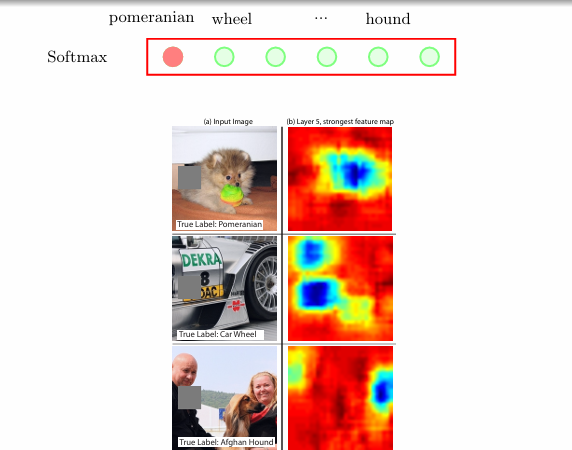 pomeranian wheel ... hound
Softmax
(a) Input Image (b) Layer 5, strongest feature map
True Label: Pomeranian
DEKRA
8
DAC
True Label: Car Wheel
True Label: Afghan Hound